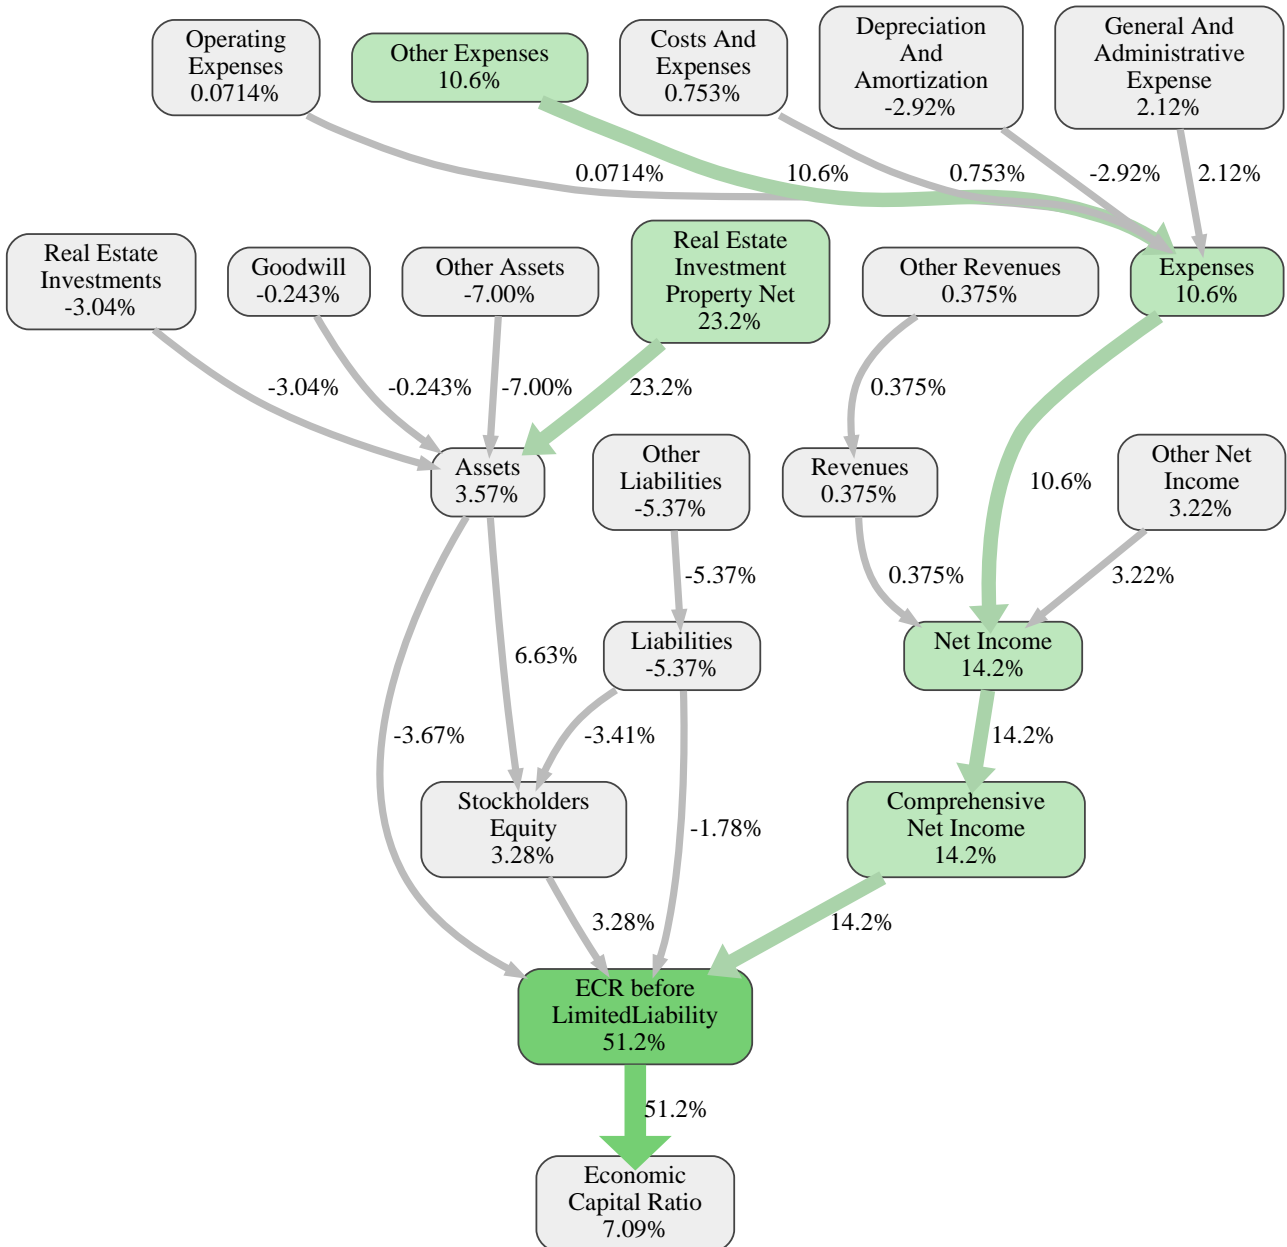 Operating
Expenses
0.0714%
Other Expenses
10.6%
Costs And
Expenses
0.753%
Depreciation
And
Amortization
-2.92%
General And
Administrative
Expense
2.12%
0.0714%
10.6%
0.753%
-2.92%
2.12%
Real Estate
Investments
-3.04%
Goodwill
-0.243%
Other Assets
-7.00%
Real Estate
Investment
Property Net
23.2%
Other Revenues
0.375%
Expenses
10.6%
-3.04%
-0.243%
-7.00%
23.2%
0.375%
Assets
3.57%
Other
Liabilities
-5.37%
Revenues
0.375%
10.6%
Other Net
Income
3.22%
-5.37%
0.375%
3.22%
6.63%
Liabilities
-5.37%
Net Income
14.2%
-3.67%
-3.41%
14.2%
Stockholders
Equity
3.28%
-1.78%
Comprehensive
Net Income
14.2%
3.28%
14.2%
ECR before
LimitedLiability
51.2%
51.2%
Economic
Capital Ratio
7.09%